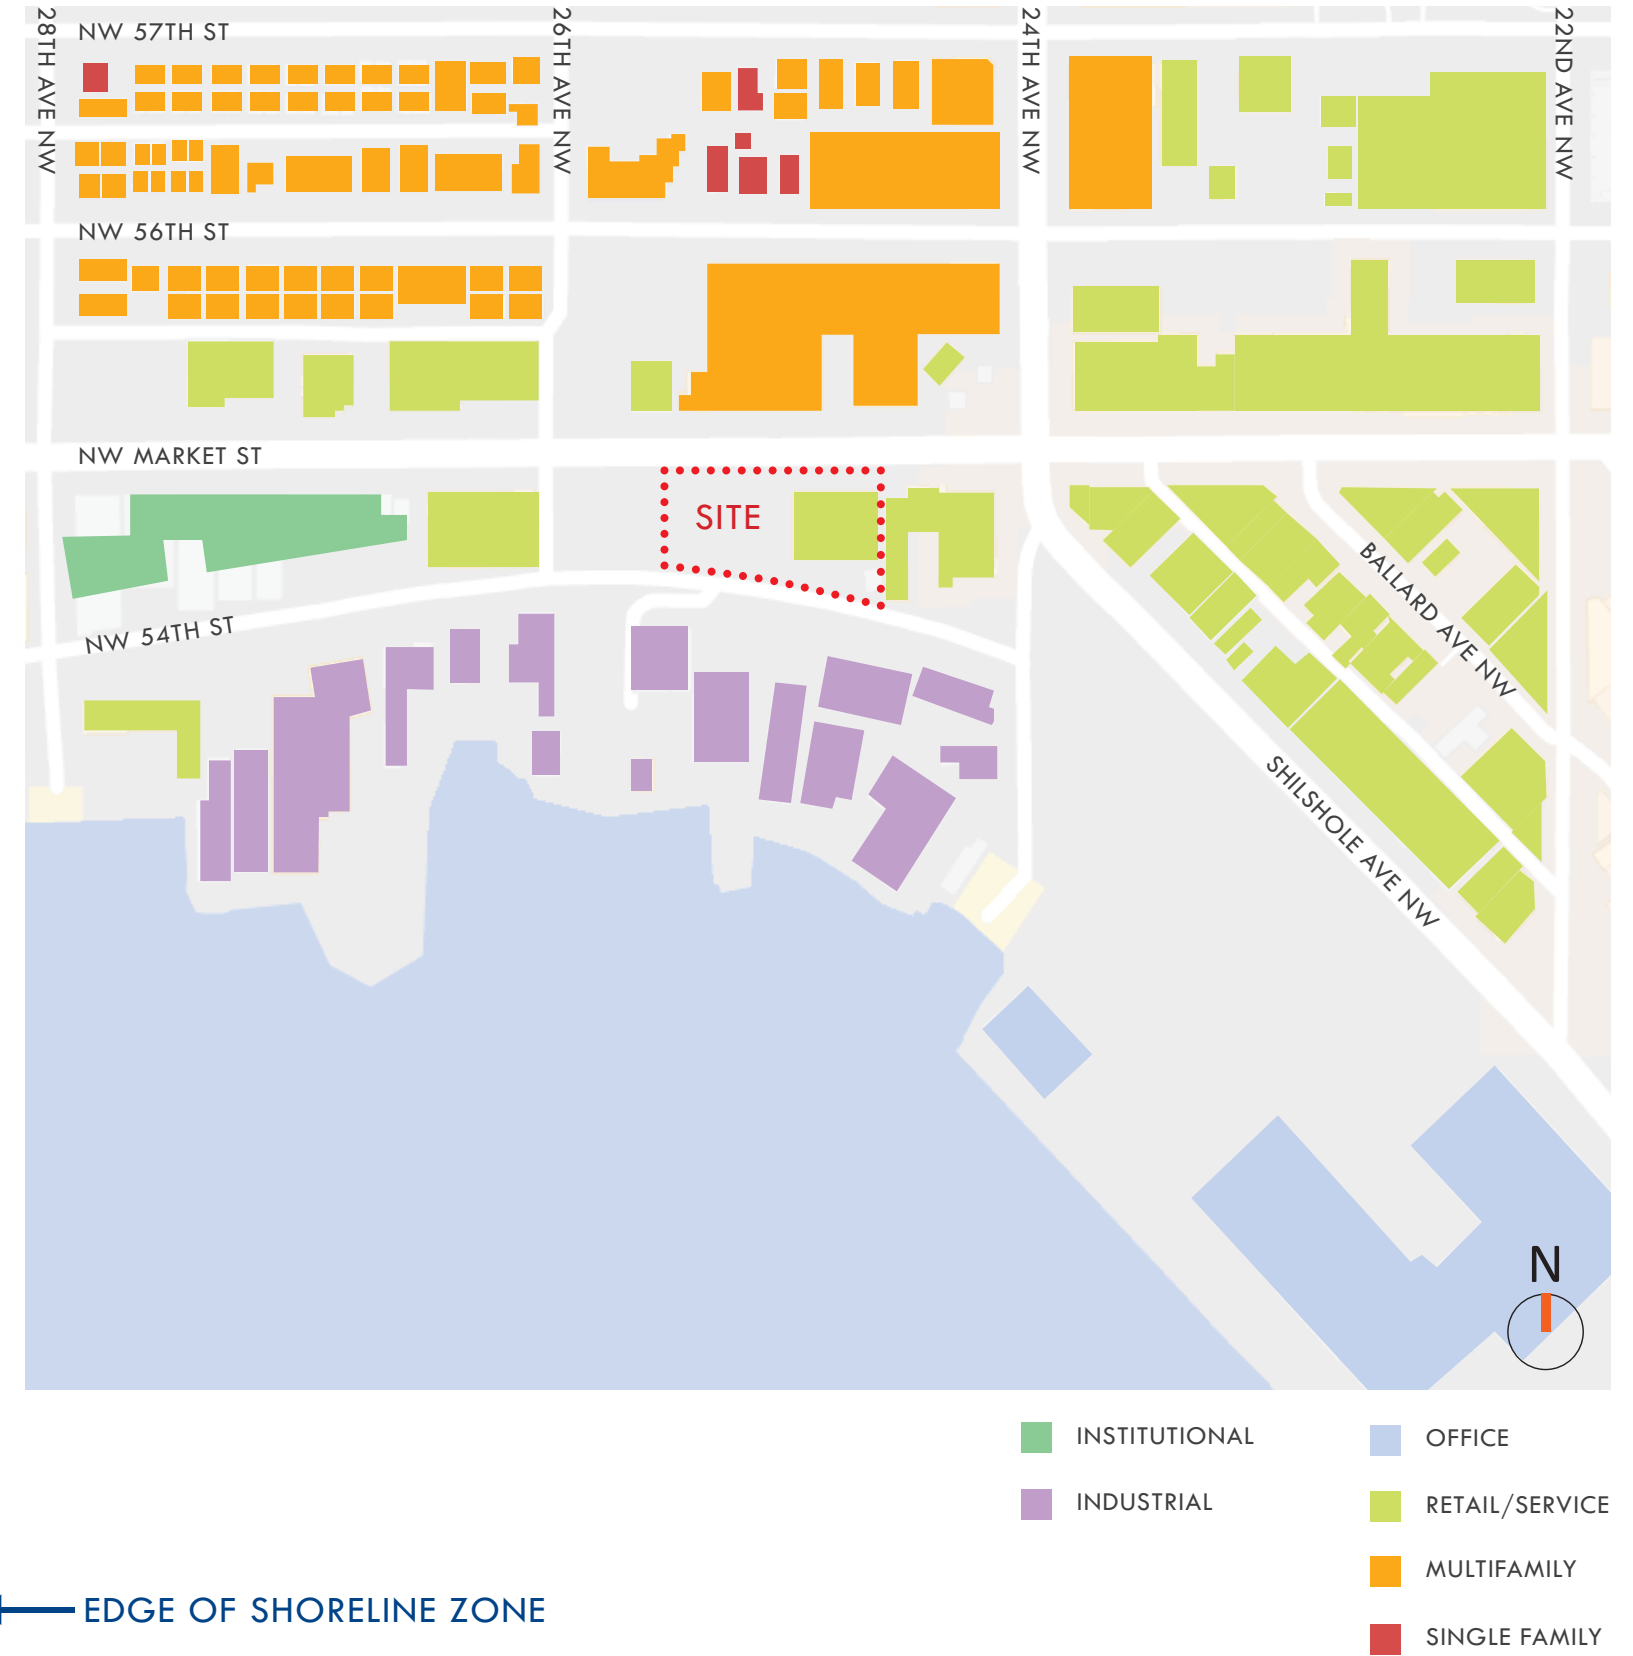 28TH AVE NW
NW 57TH ST
26TH AVE NW
24TH AVE NW
22ND AVE NW
NW 56TH ST
NW MARKET ST
SITE
BALLARD AVE NW
NW 54TH ST
SHILSHOLE AVE NW
N
INSTITUTIONAL
OFFICE
INDUSTRIAL
RETAIL/SERVICE
MULTIFAMILY
EDGE OF SHORELINE ZONE
SINGLE FAMILY